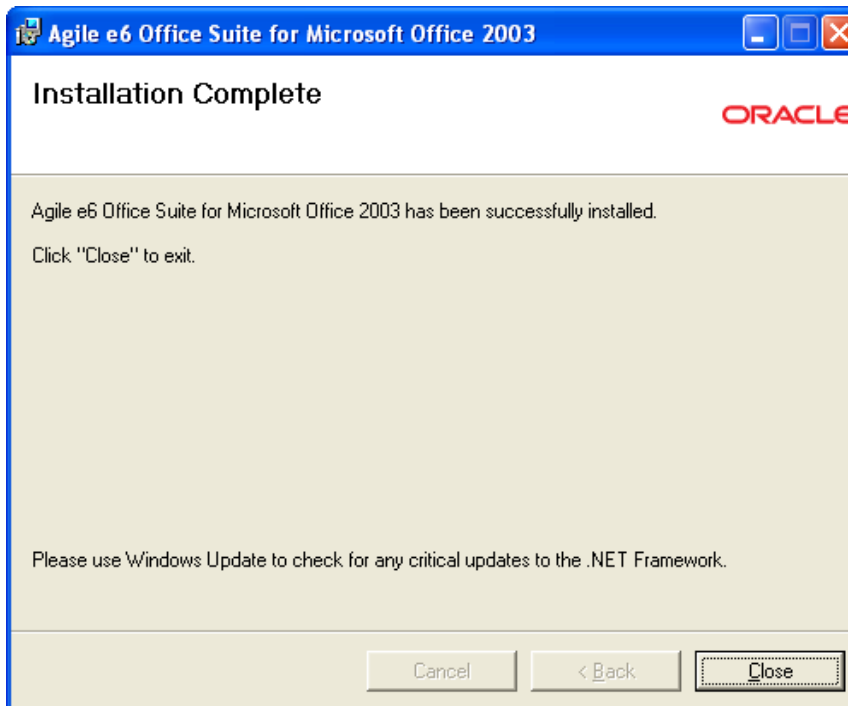 Agile e6 Office Suite for Microsoft Office 2003
Installation Complete
ORACLE
Agile e6 Office Suite for Microsoft Office 2003 has been successfully installed.
Click "Close" to exit.
Please use Windows Update to check for any critical updates to the .NET Framework.
Cancel
< Back
Close